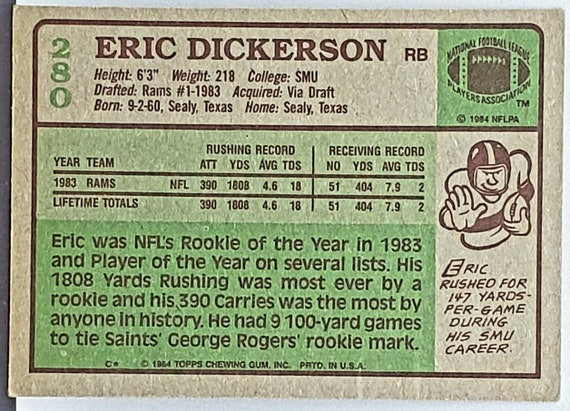 280
ERIC DICKERSON RB
Height: 6'3" Weight: 218 College: SMU
Drafted: Rams #1-1983 Acquired: Via Draft
Born: 9-2-60, Sealy, Texas Home: Sealy, Texas
NATIONAL FOOTBALL LEAGUE
PLAYERS ASSOCIATION
TM
© 1984 NFLPA
RUSHING RECORD RECEIVING RECORD
YEAR TEAM ATT YDS AVG TDS NO YDS AVG TDS
1983 RAMS NFL 390 1808 4.6 18 51 404 7.9 2
LIFETIME TOTALS 390 1808 4.6 18 51 404 7.9 2
Eric was NFL's Rookie of the Year in 1983
and Player of the Year on several lists. His
1808 Yards Rushing was most ever by a
rookie and his 390 Carries was the most by
anyone in history. He had 9 100-yard games
to tie Saints' George Rogers' rookie mark.
ERIC
RUSHED FOR
147 YARDS-
PER-GAME
DURING
HIS SMU
CAREER.
C* © 1984 TOPPS CHEWING GUM, INC. PRTD. IN U.S.A.